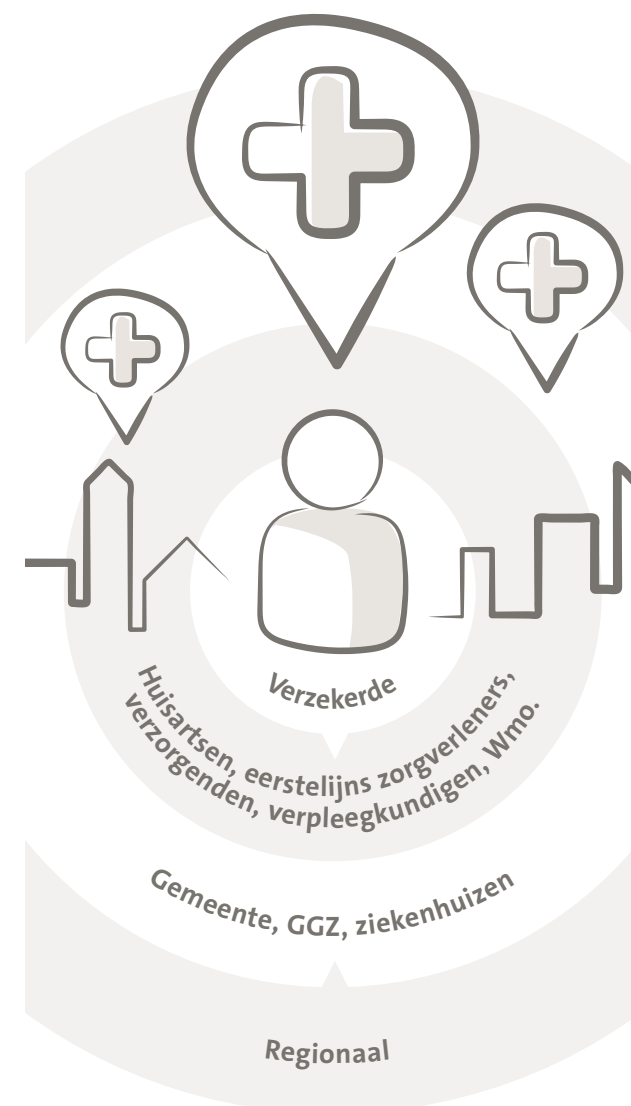 Verzekerde
Huisartsen, eerstelijns zorgverleners,
verzorgenden, verpleegkundigen, Wmo.
Gemeente, GGZ, ziekenhuizen
Regionaal